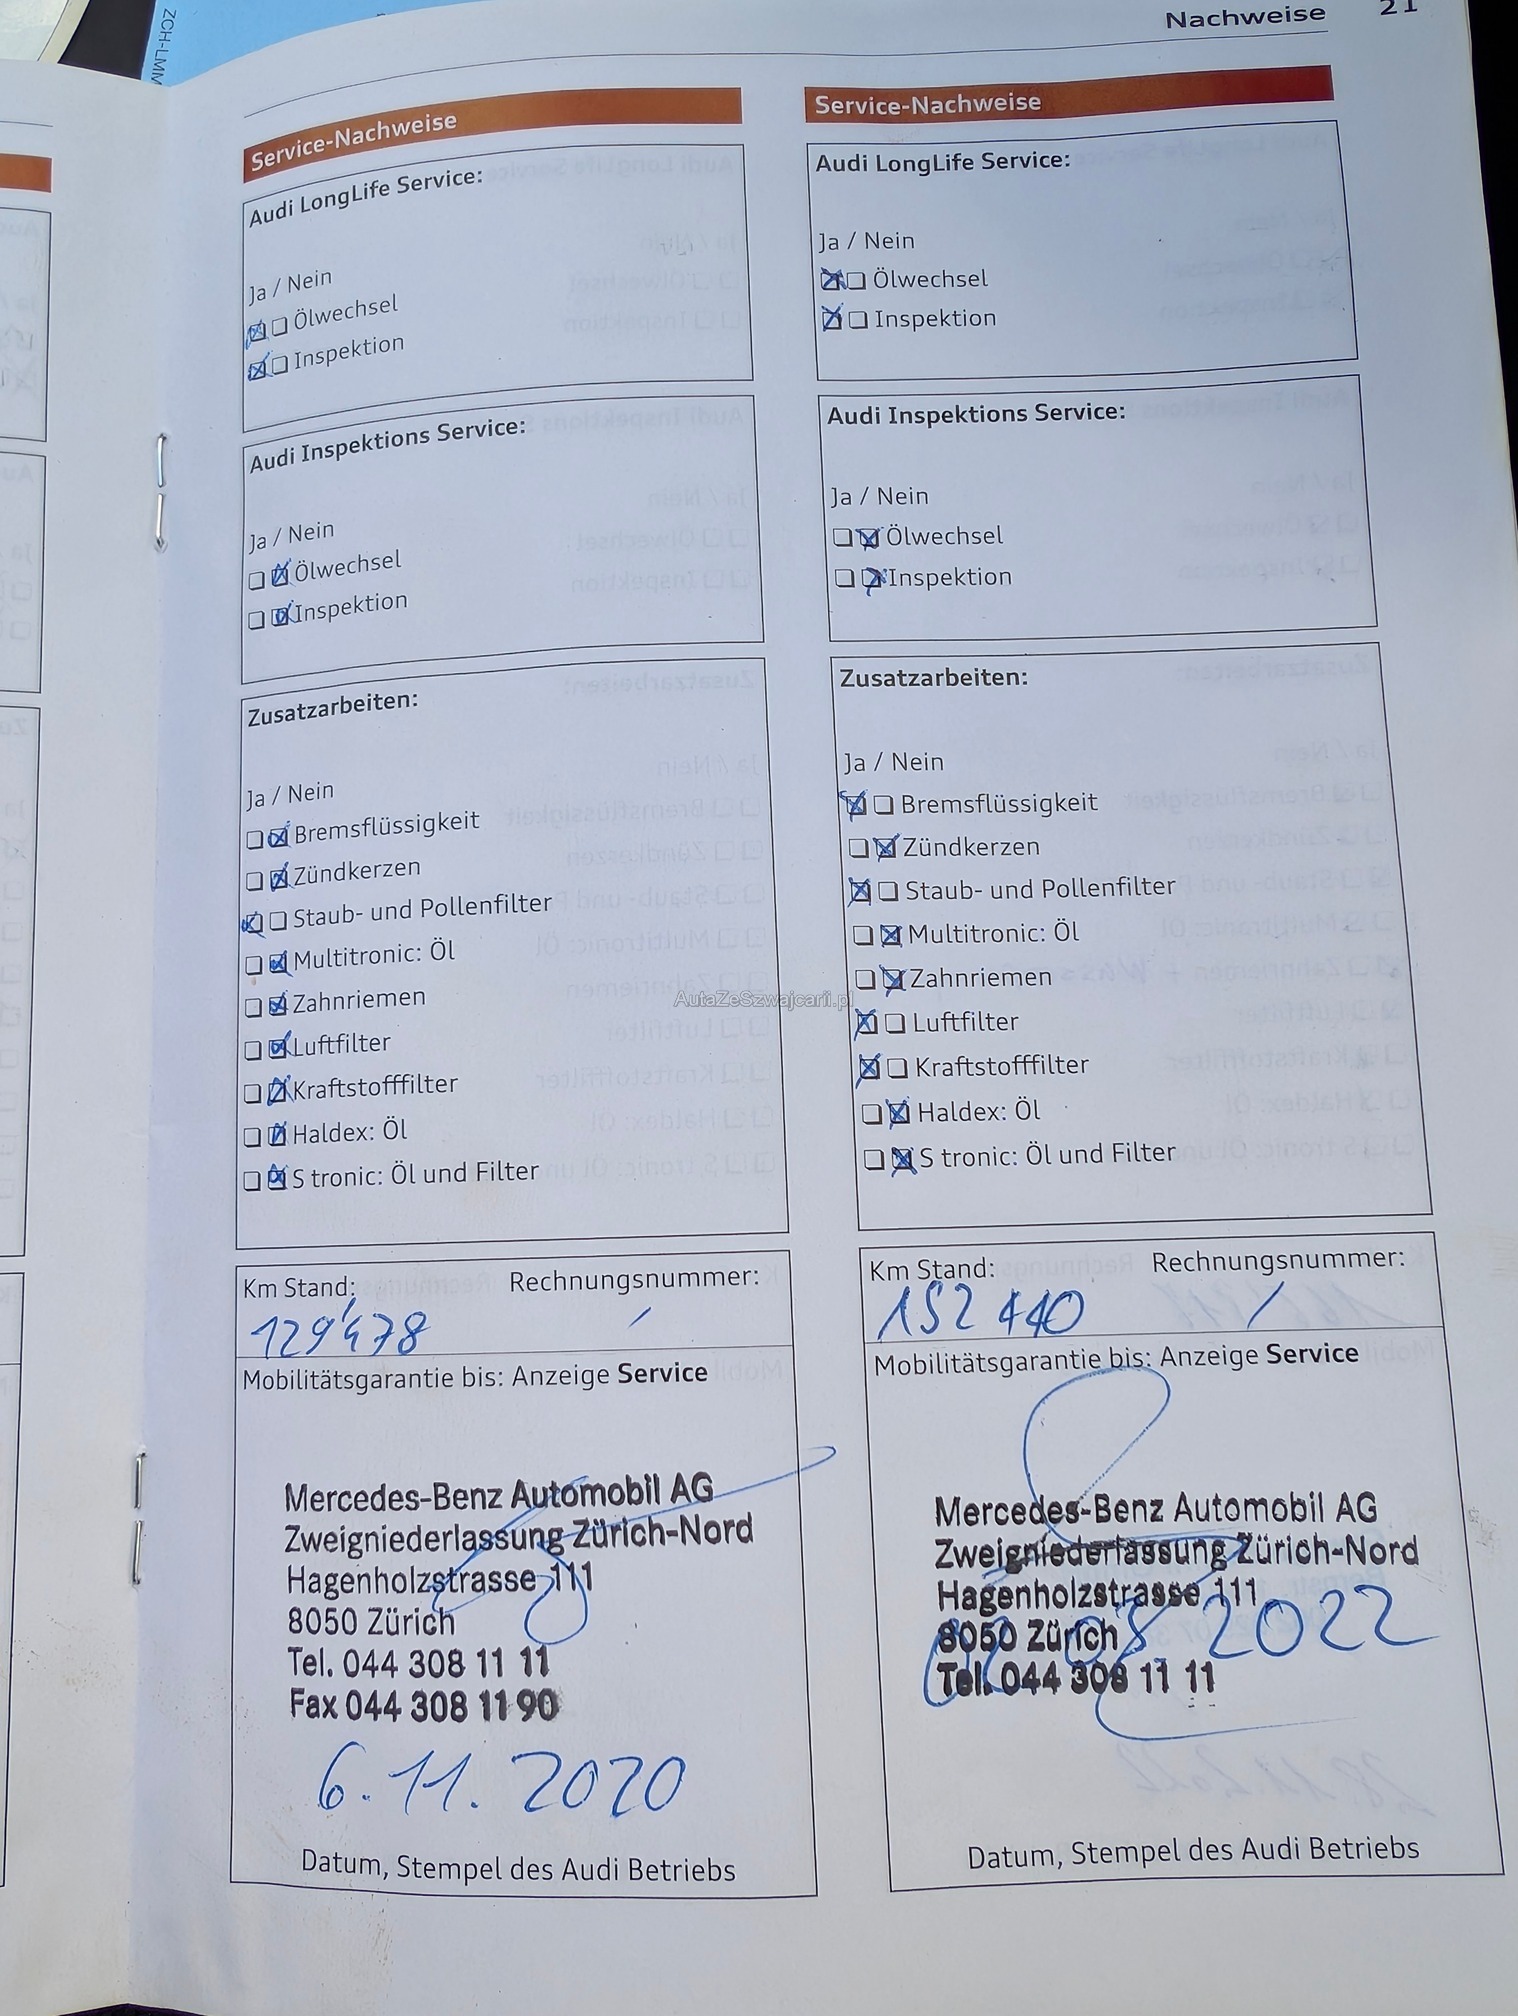 ZCH-LMM
Nachweise 21
Service-Nachweise
Audi LongLife Service:
Ja / Nein
Ölwechsel
Inspektion
Audi Inspektions Service:
Ja / Nein
Ölwechsel
Inspektion
Zusatzarbeiten:
Ja / Nein
Bremsflüssigkeit
Zündkerzen
Staub- und Pollenfilter
Multitronic: Öl
Zahnriemen
Luftfilter
Kraftstofffilter
Haldex: Öl
S tronic: Öl und Filter
Km Stand: Rechnungsnummer:
129'478 /
Mobilitätsgarantie bis: Anzeige Service
Mercedes-Benz Automobil AG
Zweigniederlassung Zürich-Nord
Hagenholzstrasse 111
8050 Zürich
Tel. 044 308 11 11
Fax 044 308 11 90
6.11.2020
Datum, Stempel des Audi Betriebs
Service-Nachweise
Audi LongLife Service:
Ja / Nein
Ölwechsel
Inspektion
Audi Inspektions Service:
Ja / Nein
Ölwechsel
Inspektion
Zusatzarbeiten:
Ja / Nein
Bremsflüssigkeit
Zündkerzen
Staub- und Pollenfilter
Multitronic: Öl
Zahnriemen
Luftfilter
Kraftstofffilter
Haldex: Öl
S tronic: Öl und Filter
Km Stand: Rechnungsnummer:
152 440 /
Mobilitätsgarantie bis: Anzeige Service
Mercedes-Benz Automobil AG
Zweigniederlassung Zürich-Nord
Hagenholzstrasse 111
8050 Zürich
2022
Tel. 044 308 11 11
Datum, Stempel des Audi Betriebs
AutaZeSzwajcarii.pl